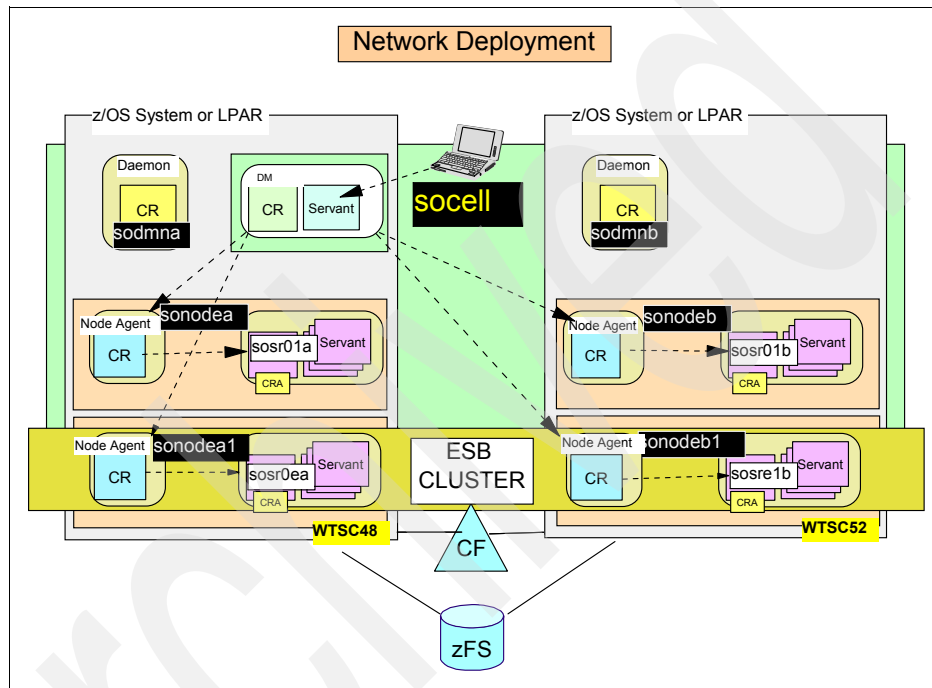 Network Deployment
z/OS System or LPAR
z/OS System or LPAR
Daemon
CR
sodmna
DM
CR
Servant
socell
Daemon
CR
sodmnb
Node Agent
CR
sonodea
sosr01a
Servant
CRA
Node Agent
CR
sonodeb
sosr01b
Servant
CRA
Node Agent
CR
sonodea1
sosr0ea
Servant
CRA
ESB
CLUSTER
Node Agent
CR
sonodeb1
sosre1b
Servant
CRA
WTSC48
WTSC52
CF
zFS